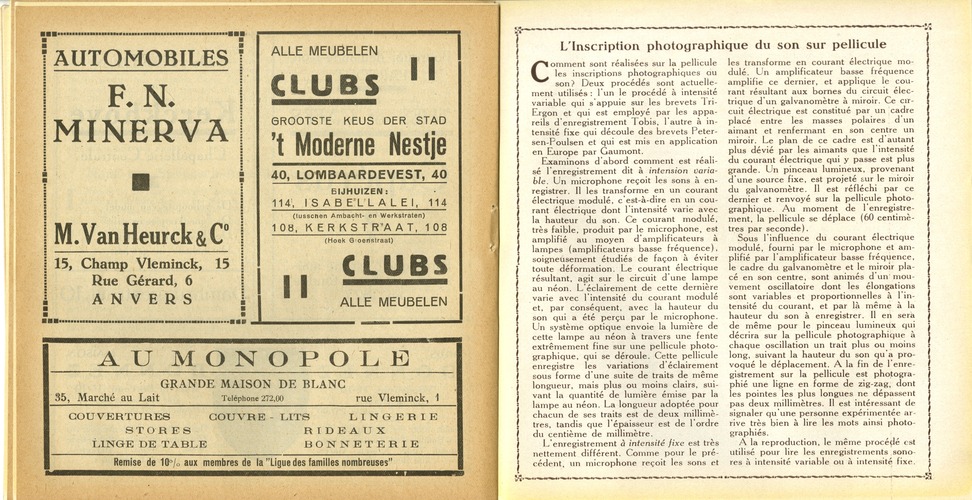 AUTOMOBILES
F. N.
MINERVA
M. Van Heurck & Cº
15, Champ Vleminck, 15
Rue Gérard, 6
ANVERS
ALLE MEUBELEN
CLUBS
GROOTSTE KEUS DER STAD
't Moderne Nestje
40, LOMBAARDEVEST, 40
BIJHUIZEN:
114, ISABELLALEI, 114
(tusschen Ambacht- en Werkstraten)
108, KERKSTRAAT, 108
(Hoek Groenstraat)
CLUBS
ALLE MEUBELEN
AU MONOPOLE
GRANDE MAISON DE BLANC
35, Marché au Lait Téléphone 272,00 rue Vleminck, 1
COUVERTURES COUVRE-LITS LINGERIE
STORES RIDEAUX
LINGE DE TABLE BONNETERIE
Remise de 10% aux membres de la "Ligue des familles nombreuses"
L'Inscription photographique du son sur pellicule
Comment sont réalisées sur la pellicule
les inscriptions photographiques ou
son? Deux procédés sont actuelle-
ment utilisés : l'un le procédé à intensité
variable qui s'appuie sur les brevets Tri-
Ergon et qui est employé par les appa-
reils d'enregistrement Tobis, l'autre à in-
tensité fixe qui découle des brevets Peter-
sen-Poulsen et qui est mis en application
en Europe par Gaumont.
Examinons d'abord comment est réali-
sé l'enregistrement dit à intension varia-
ble. Un microphone reçoit les sons à en-
registrer. Il les transforme en un courant
électrique modulé, c'est-à-dire en un cou-
rant électrique dont l'intensité varie avec
la hauteur du son. Ce courant modulé,
très faible, produit par le microphone, est
amplifié au moyen d'amplificateurs à
lampes (amplificateurs basse fréquence),
soigneusement étudiés de façon à éviter
toute déformation. Le courant électrique
résultant, agit sur le circuit d'une lampe
au néon. L'éclairement de cette dernière
varie avec l'intensité du courant modulé
et, par conséquent, avec la hauteur du
son qui a été perçu par le microphone.
Un système optique envoie la lumière de
cette lampe au néon à travers une fente
extrêmement fine sur une pellicule photo-
graphique, qui se déroule. Cette pellicule
enregistre les variations d'éclairement
sous forme d'une suite de traits de même
longueur, mais plus ou moins clairs, sui-
vant la quantité de lumière émise par la
lampe au néon. La longueur adoptée pour
chacun de ses traits est de deux millimè-
tres, tandis que l'épaisseur est de l'ordre
du centième de millimètre.
L'enregistrement à intensité fixe est très
nettement différent. Comme pour le pré-
cédent, un microphone reçoit les sons et
les transforme en courant électrique mo-
dulé. Un amplificateur basse fréquence
amplifie ce dernier, et applique le cou-
rant résultant aux bornes du circuit élec-
trique d'un galvanomètre à miroir. Ce cir-
cuit électrique est constitué par un cadre
placé entre les masses polaires d'un
aimant et renfermant en son centre un
miroir. Le plan de ce cadre est d'autant
plus dévié par les aimants que l'intensité
du courant électrique qui y passe est plus
grande. Un pinceau lumineux, provenant
d'une source fixe, est projeté sur le miroir
du galvanomètre. Il est réfléchi par ce
dernier et renvoyé sur la pellicule photo-
graphique. Au moment de l'enregistre-
ment, la pellicule se déplace (60 centimè-
tres par seconde).
Sous l'influence du courant électrique
modulé, fourni par le microphone et am-
plifié par l'amplificateur basse fréquence,
le cadre du galvanomètre et le miroir pla-
cé en son centre, sont animés d'un mou-
vement oscillatoire dont les élongations
sont variables et proportionnelles à l'in-
tensité du courant, et par là même à la
hauteur du son à enregistrer. Il en sera
de même pour le pinceau lumineux qui
décrira sur la pellicule photographique à
chaque oscillation un trait plus ou moins
long, suivant la hauteur du son qu'a pro-
voqué le déplacement. A la fin de l'enre-
gistrement sur la pellicule est photogra-
phié une ligne en forme de zig-zag, dont
les pointes les plus longues ne dépassent
pas deux millimètres. Il est intéressant de
signaler qu'une personne expérimentée ar-
rive très bien à lire les mots ainsi photo-
graphiés.
A la reproduction, le même procédé est
utilisé pour lire les enregistrements sono-
res à intensité variable ou à intensité fixe.